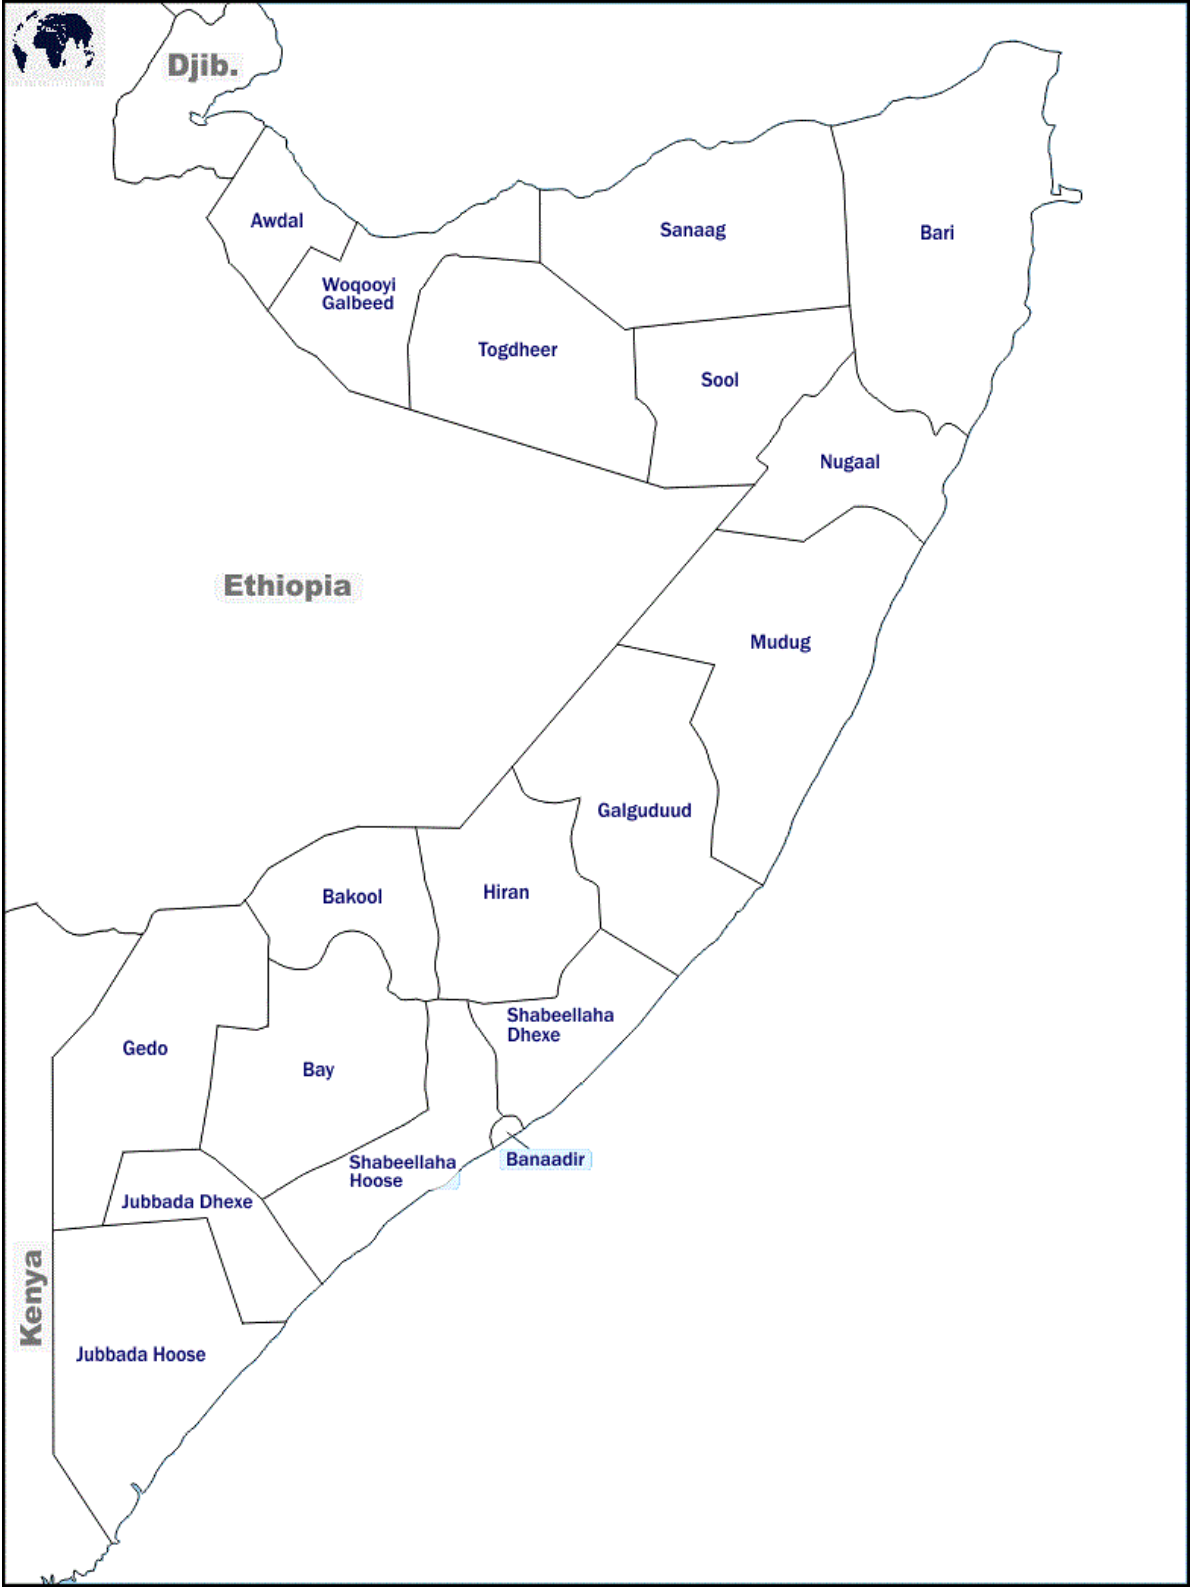 Djib.
Awdal
Sanaag
Bari
Woqooyi
Galbeed
Togdheer
Sool
Nugaal
Ethiopia
Mudug
Galguduud
Hiran
Bakool
Shabeellaha
Dhexe
Gedo
Bay
Banaadir
Shabeellaha
Hoose
Jubbada Dhexe
Kenya
Jubbada Hoose